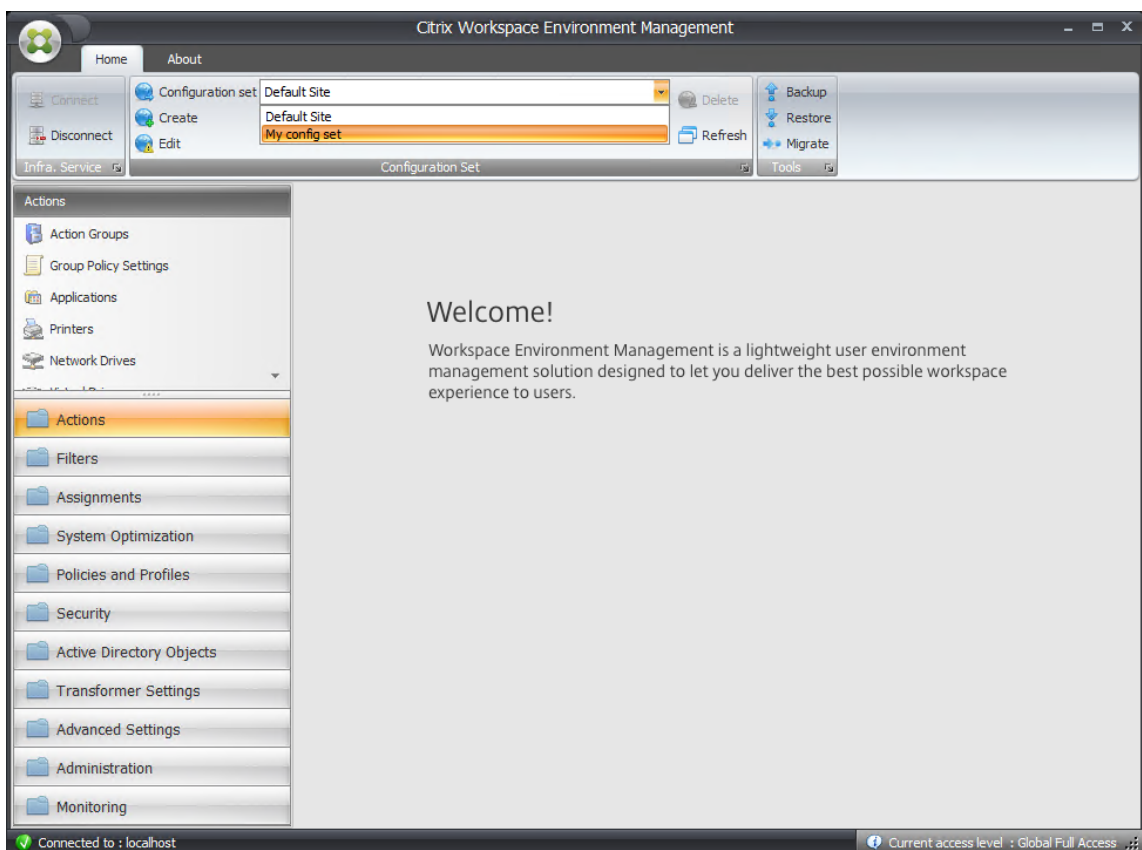 Citrix Workspace Environment Management
Home About
Connect
Disconnect
Infra. Service
Configuration set Default Site
Create
Edit
Default Site
My config set
Delete
Refresh
Configuration Set
Backup
Restore
Migrate
Tools
Actions
Action Groups
Group Policy Settings
Applications
Printers
Network Drives
Actions
Filters
Assignments
System Optimization
Policies and Profiles
Security
Active Directory Objects
Transformer Settings
Advanced Settings
Administration
Monitoring
Welcome!
Workspace Environment Management is a lightweight user environment
management solution designed to let you deliver the best possible workspace
experience to users.
Connected to : localhost
Current access level : Global Full Access